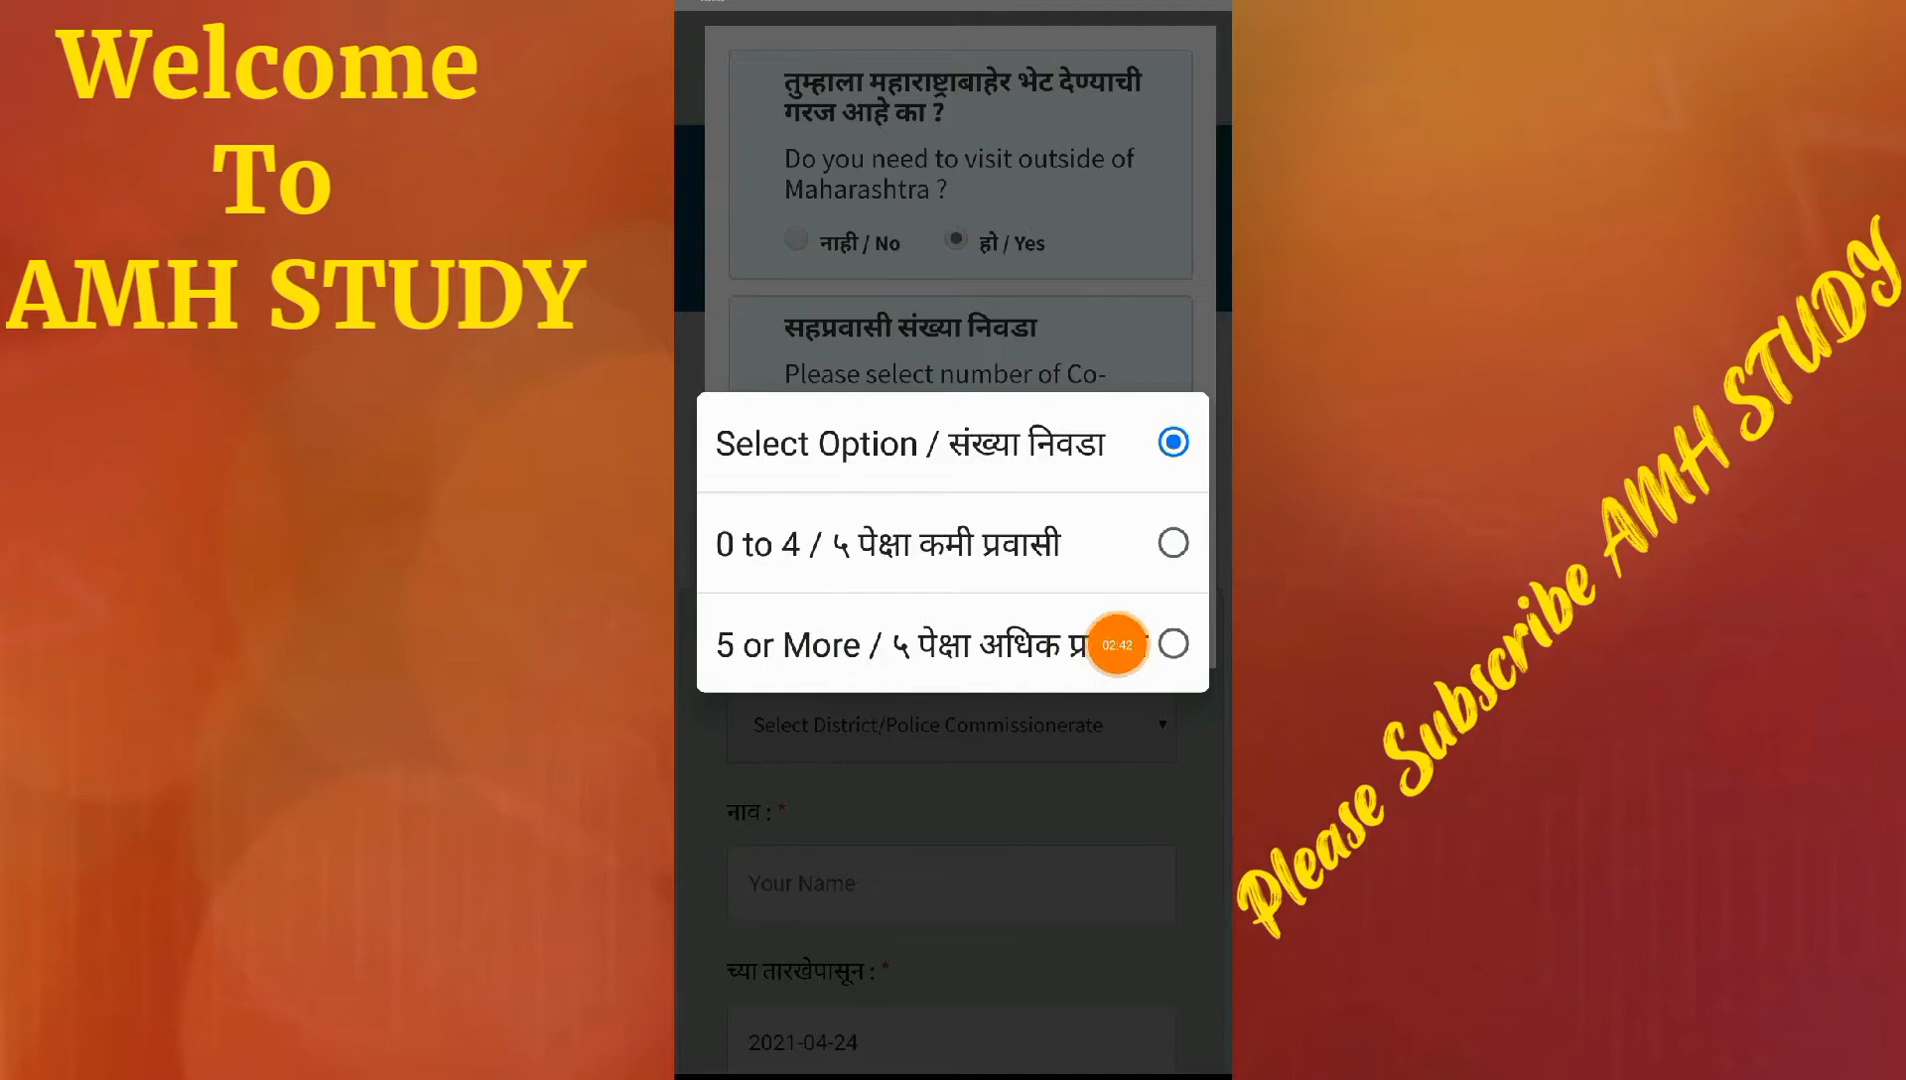 Welcome
To
AMH STUDY
तुम्हाला महाराष्ट्राबाहेर भेट देण्याची
गरज आहे का ?
Do you need to visit outside of
Maharashtra ?
नाही / No
हो / Yes
सहप्रवासी संख्या निवडा
Please select number of Co-
Select Option / संख्या निवडा
0 to 4 / ५ पेक्षा कमी प्रवासी
5 or More / ५ पेक्षा अधिक
02:42
Select District/Police Commissionerate
नाव : *
Your Name
च्या तारखेपासून : *
2021-04-24
Please Subscribe AMH STUDY